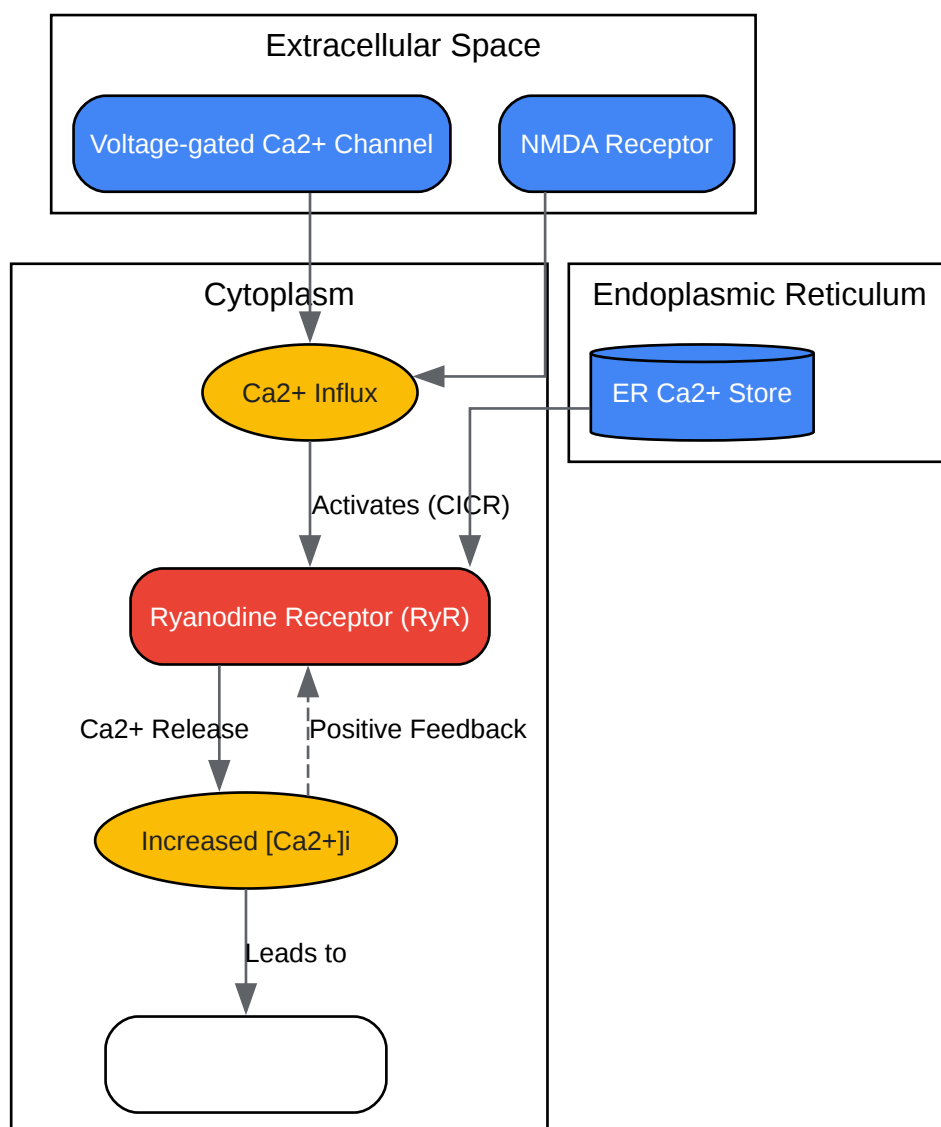 Extracellular Space
Voltage-gated Ca2+ Channel
NMDA Receptor
Cytoplasm
Endoplasmic Reticulum
Ca2+ Influx
ER Ca2+ Store
Activates (CICR)
Ryanodine Receptor (RyR)
Ca2+ Release
Positive Feedback
Increased [Ca2+]i
Leads to